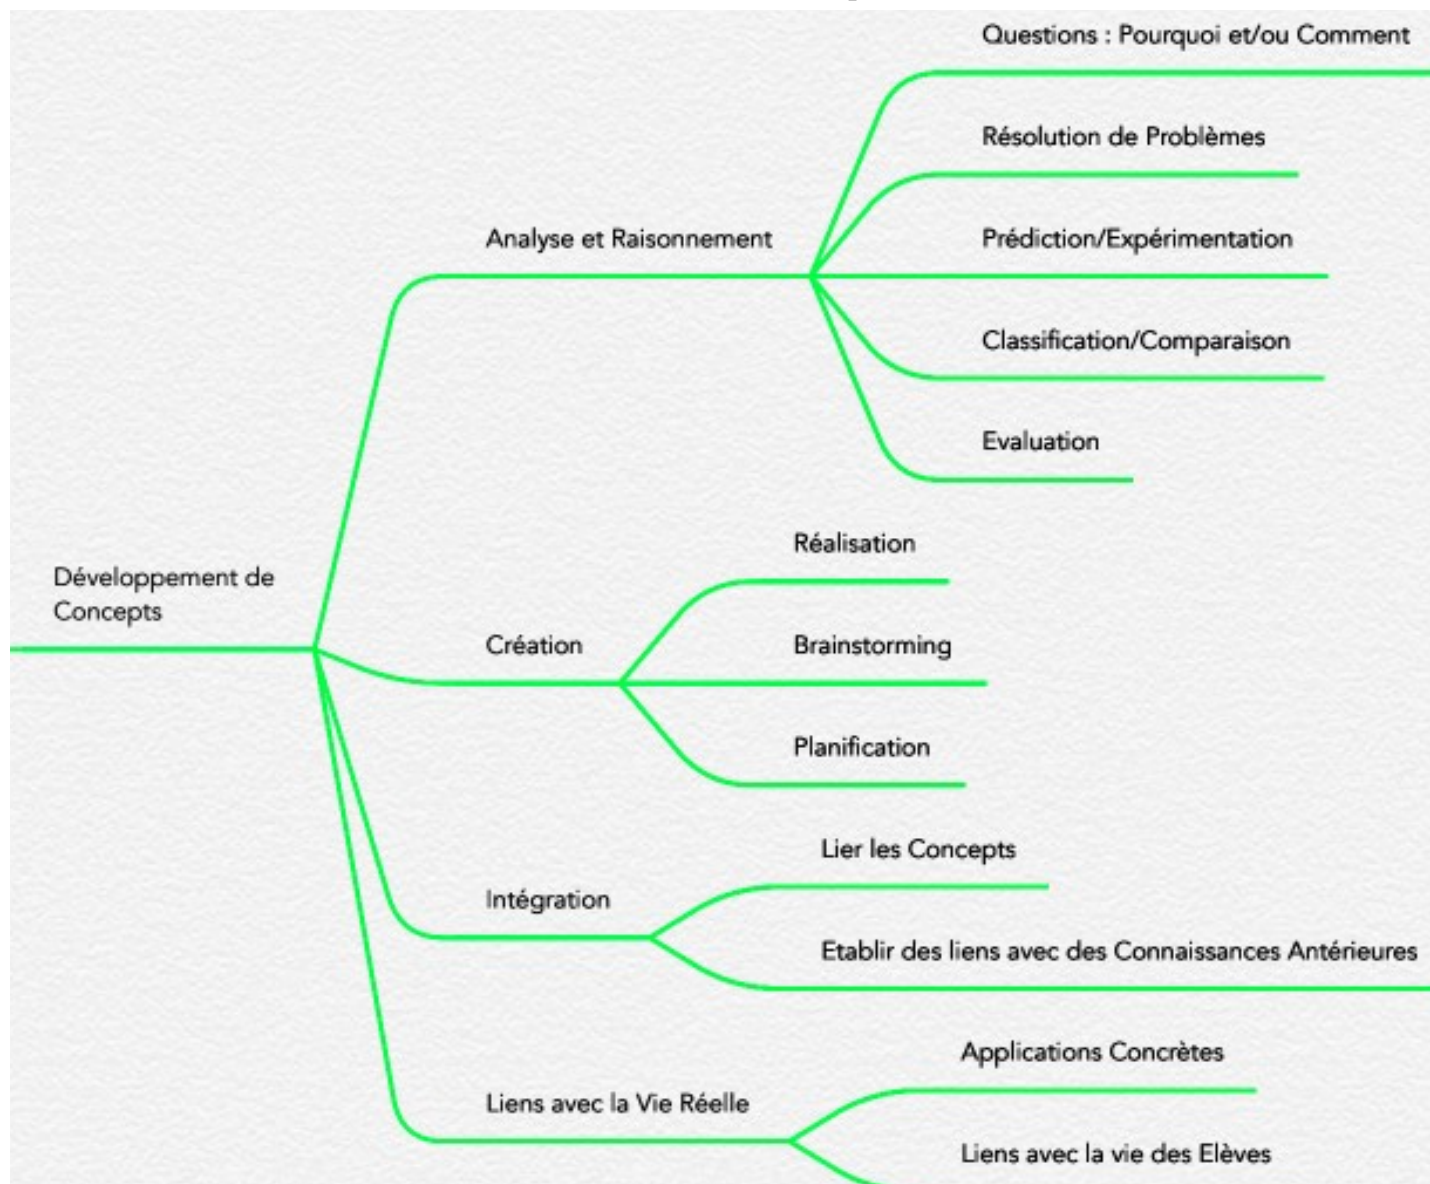 Questions : Pourquoi et/ou Comment
Résolution de Problèmes
Analyse et Raisonnement
Prédiction/Expérimentation
Classification/Comparaison
Evaluation
Réalisation
Développement de
Concepts
Création
Brainstorming
Planification
Lier les Concepts
Intégration
Etablir des liens avec des Connaissances Antérieures
Applications Concrètes
Liens avec la Vie Réelle
Liens avec la vie des Elèves